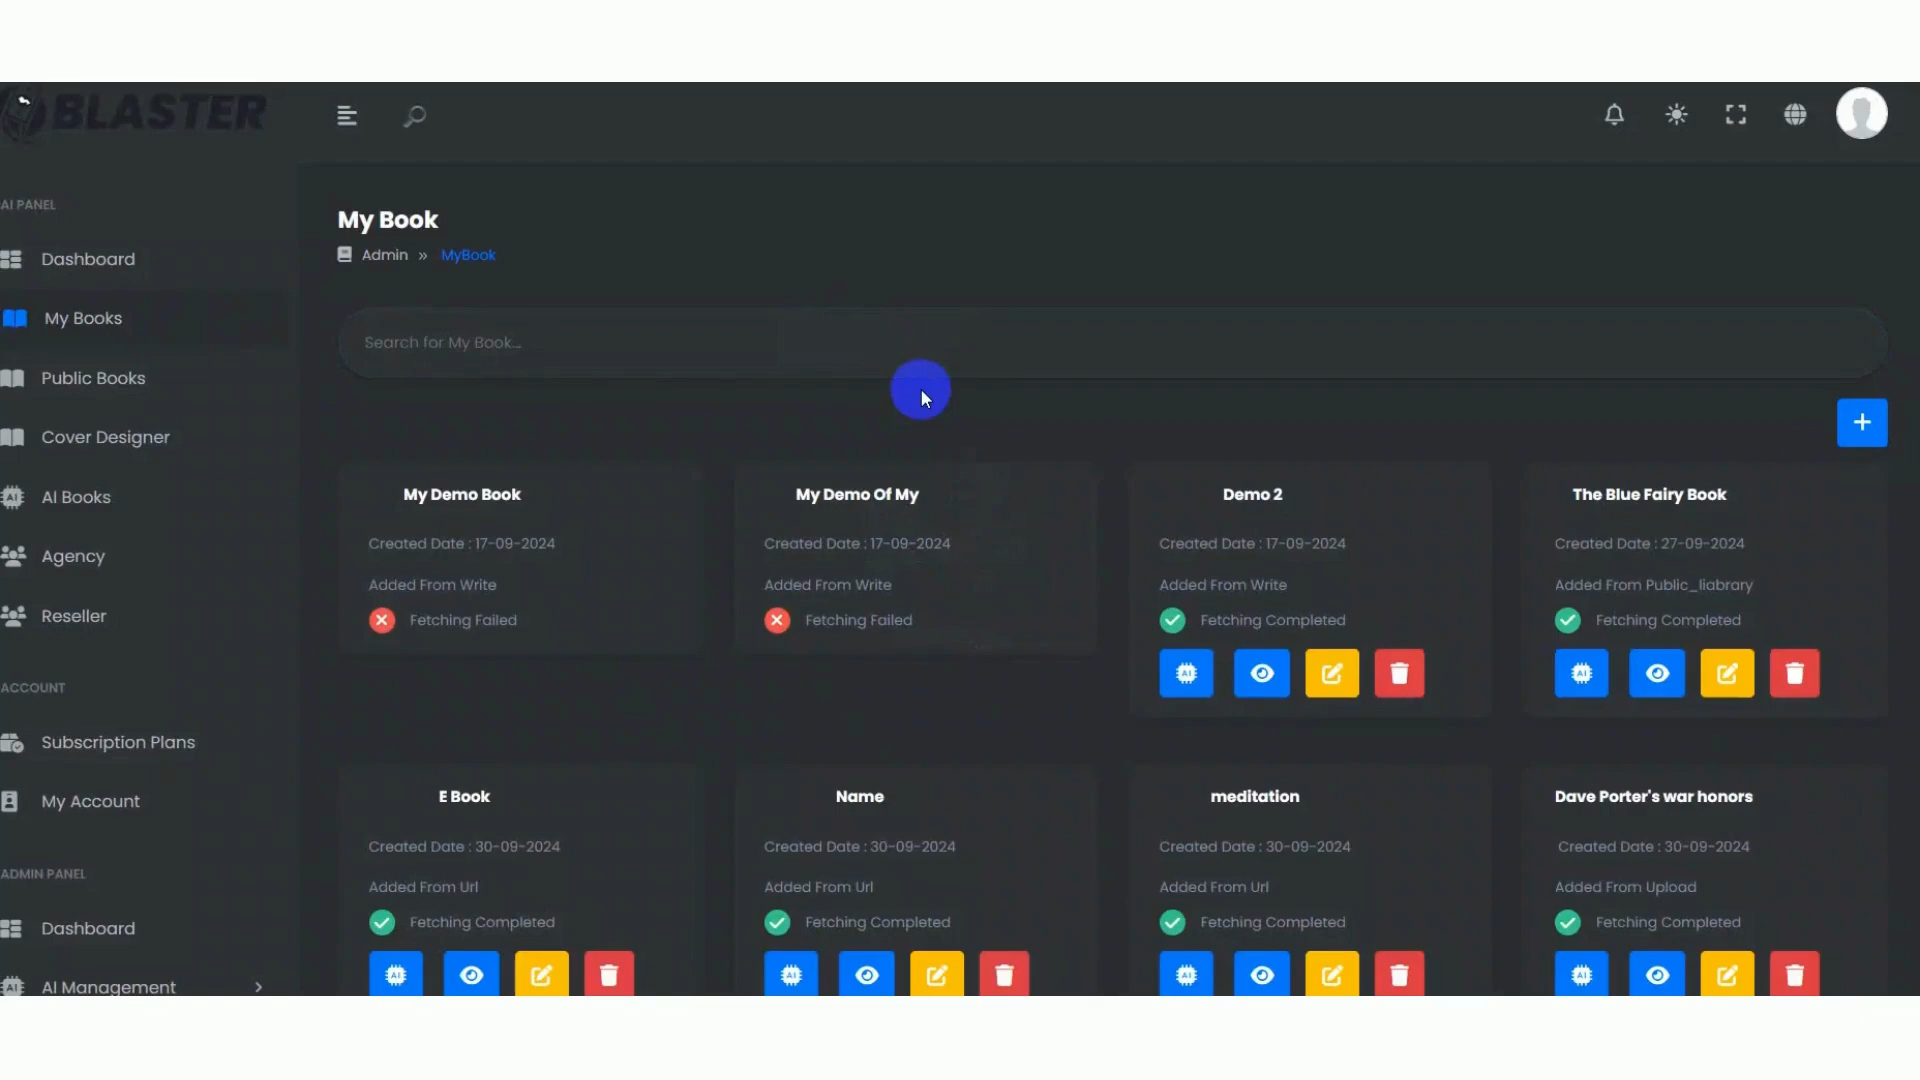 BLASTER
AI PANEL
Dashboard
My Books
Public Books
Cover Designer
AI Books
Agency
Reseller
ACCOUNT
Subscription Plans
My Account
ADMIN PANEL
Dashboard
AI Management
My Book
Admin » MyBook
Search for My Book...
My Demo Book
Created Date : 17-09-2024
Added From Write
Fetching Failed
My Demo Of My
Created Date : 17-09-2024
Added From Write
Fetching Failed
Demo 2
Created Date : 17-09-2024
Added From Write
Fetching Completed
The Blue Fairy Book
Created Date : 27-09-2024
Added From Public_liabrary
Fetching Completed
E Book
Created Date : 30-09-2024
Added From Url
Fetching Completed
Name
Created Date : 30-09-2024
Added From Url
Fetching Completed
meditation
Created Date : 30-09-2024
Added From Url
Fetching Completed
Dave Porter's war honors
Created Date : 30-09-2024
Added From Upload
Fetching Completed